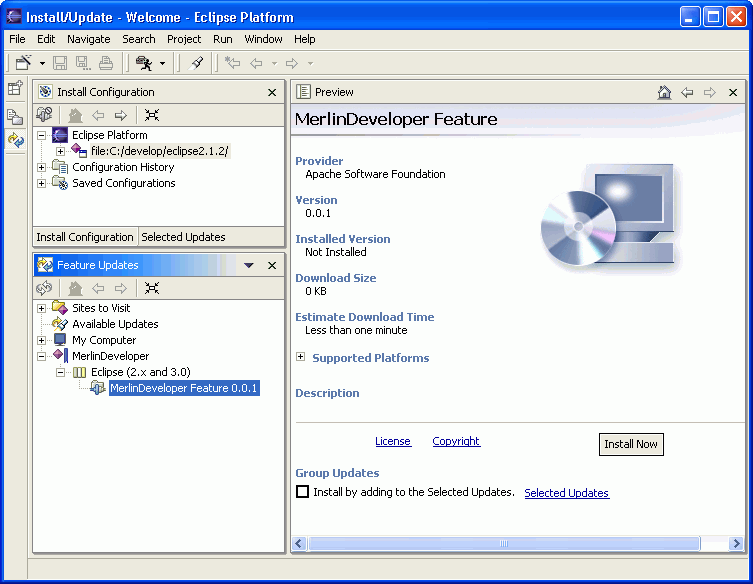 Install/Update - Welcome - Eclipse Platform
File Edit Navigate Search Project Run Window Help
Install Configuration
Eclipse Platform
file:C:/develop/eclipse2.1.2/
Configuration History
Saved Configurations
Install Configuration Selected Updates
Feature Updates
Sites to Visit
Available Updates
My Computer
MerlinDeveloper
Eclipse (2.x and 3.0)
MerlinDeveloper Feature 0.0.1
Preview
MerlinDeveloper Feature
Provider
Apache Software Foundation
Version
0.0.1
Installed Version
Not Installed
Download Size
0 KB
Estimate Download Time
Less than one minute
Supported Platforms
Description
License Copyright Install Now
Group Updates
Install by adding to the Selected Updates. Selected Updates